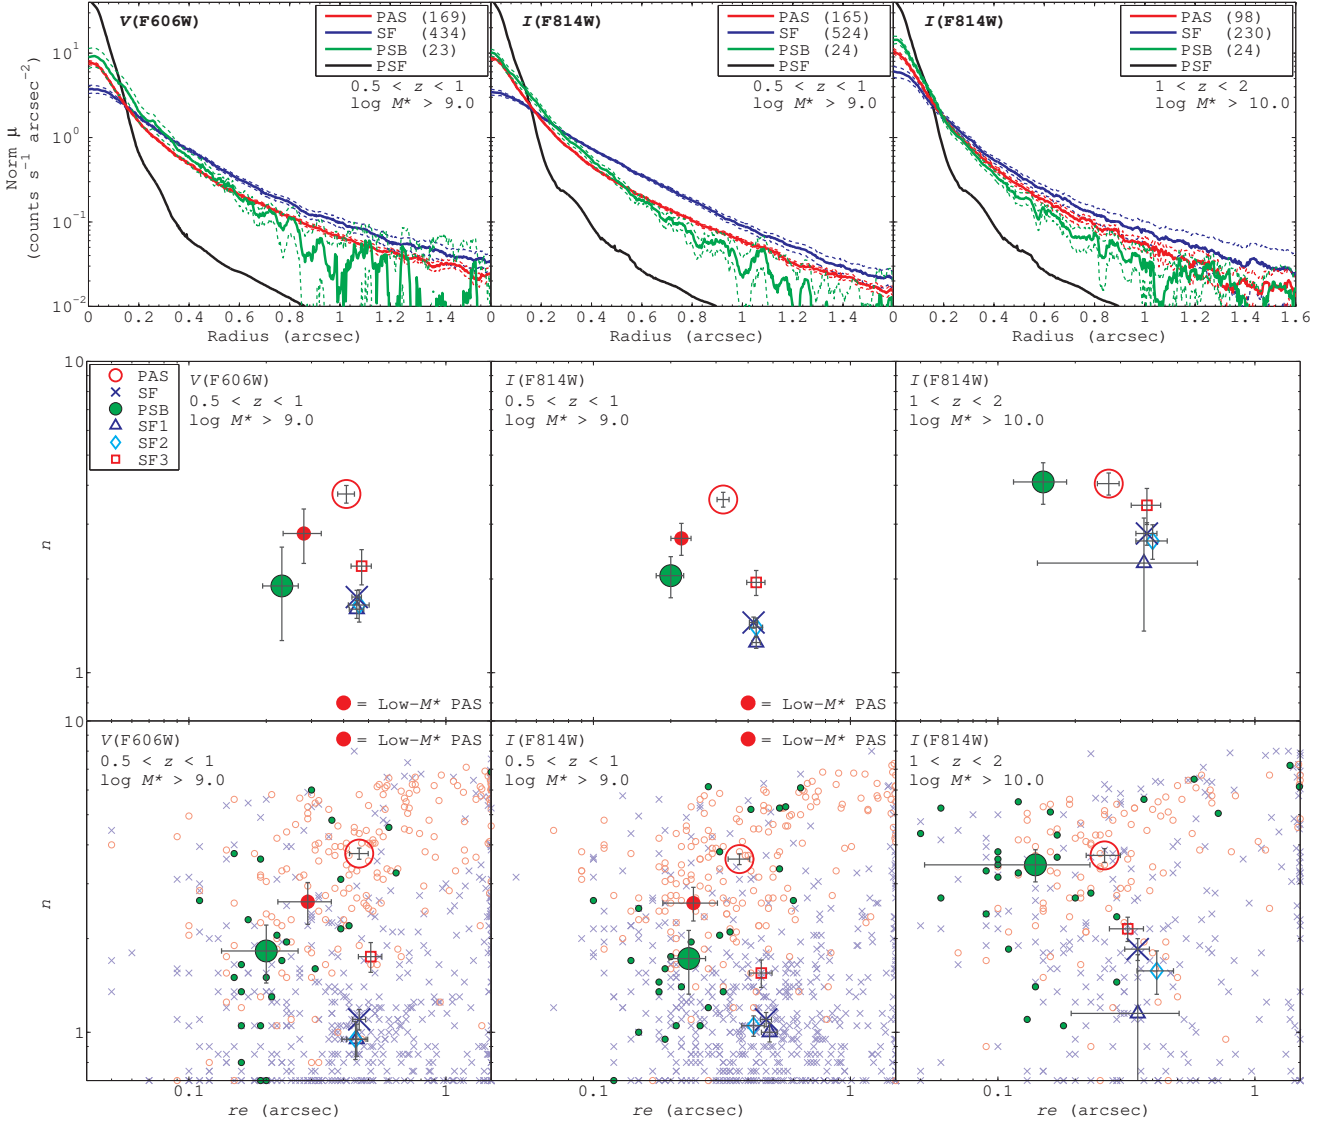 V(F606W)
PAS (169)
SF (434)
PSB (23)
PSF
0.5 < z < 1
log M* > 9.0
I(F814W)
PAS (165)
SF (524)
PSB (24)
PSF
0.5 < z < 1
log M* > 9.0
I(F814W)
PAS (98)
SF (230)
PSB (24)
PSF
1 < z < 2
log M* > 10.0
Norm μ
(counts s⁻¹ arcsec⁻²)
10¹
10⁰
10⁻¹
10⁻²
0 0.2 0.4 0.6 0.8 1 1.2 1.4
0 0.2 0.4 0.6 0.8 1 1.2 1.4
0 0.2 0.4 0.6 0.8 1 1.2 1.4 1.6
Radius (arcsec)
Radius (arcsec)
Radius (arcsec)
PAS
SF
PSB
SF1
SF2
SF3
V(F606W)
0.5 < z < 1
log M* > 9.0
= Low-M* PAS
I(F814W)
0.5 < z < 1
log M* > 9.0
= Low-M* PAS
I(F814W)
1 < z < 2
log M* > 10.0
n
10
1
V(F606W)
0.5 < z < 1
log M* > 9.0
= Low-M* PAS
I(F814W)
0.5 < z < 1
log M* > 9.0
= Low-M* PAS
I(F814W)
1 < z < 2
log M* > 10.0
n
10
1
0.1 1
0.1 1
0.1 1
re (arcsec)
re (arcsec)
re (arcsec)